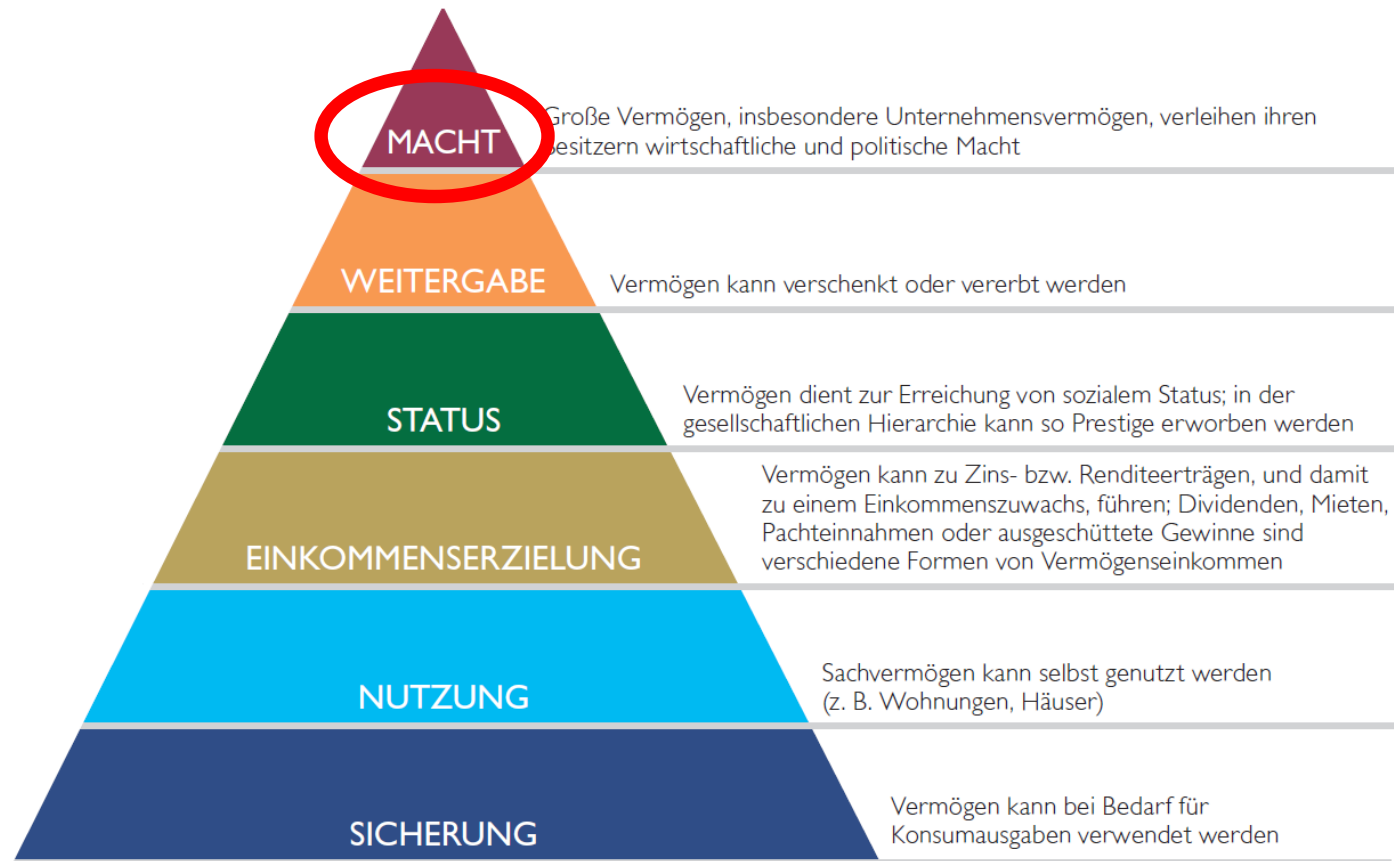 MACHT
Große Vermögen, insbesondere Unternehmensvermögen, verleihen ihren
Besitzern wirtschaftliche und politische Macht
WEITERGABE
Vermögen kann verschenkt oder vererbt werden
STATUS
Vermögen dient zur Erreichung von sozialem Status; in der
gesellschaftlichen Hierarchie kann so Prestige erworben werden
EINKOMMENSERZIELUNG
Vermögen kann zu Zins- bzw. Renditeerträgen, und damit
zu einem Einkommenszuwachs, führen; Dividenden, Mieten,
Pachteinnahmen oder ausgeschüttete Gewinne sind
verschiedene Formen von Vermögenseinkommen
NUTZUNG
Sachvermögen kann selbst genutzt werden
(z. B. Wohnungen, Häuser)
SICHERUNG
Vermögen kann bei Bedarf für
Konsumausgaben verwendet werden